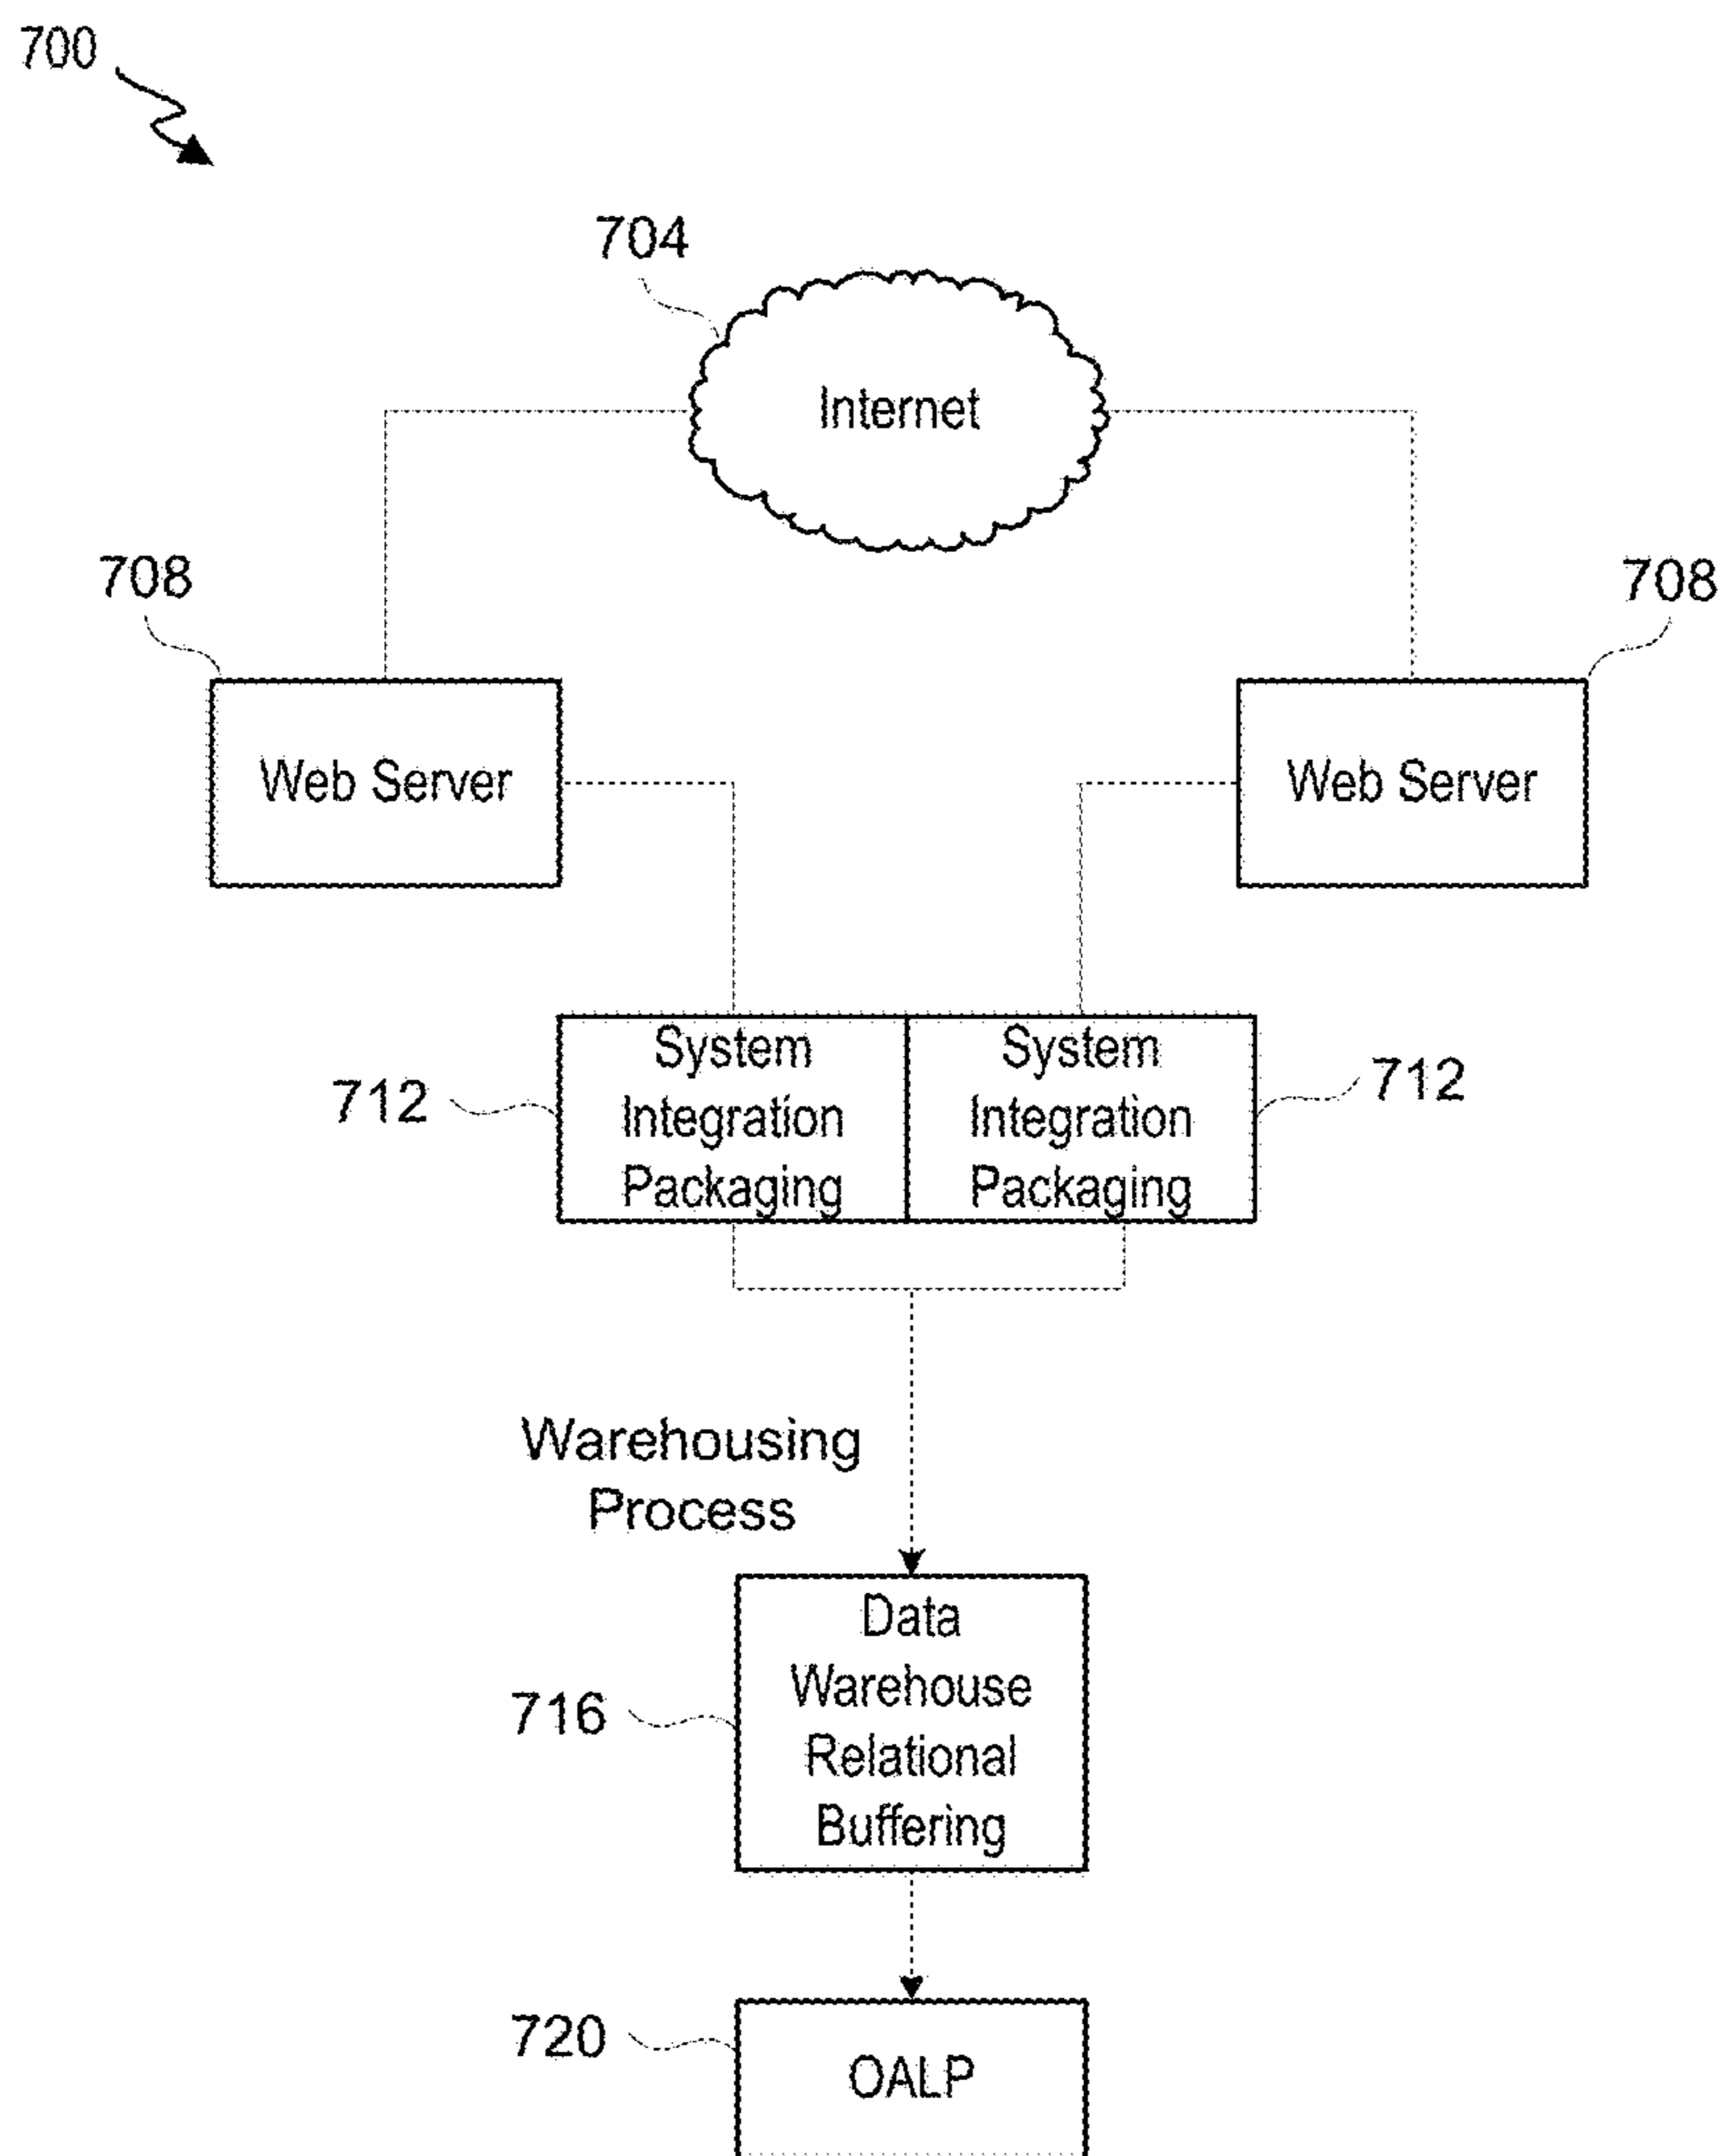 700
704
Internet
708
708
Web Server
Web Server
System
Integration
Packaging
System
Integration
Packaging
712
712
Warehousing
Process
Data
Warehouse
Relational
Buffering
716
720
OALP